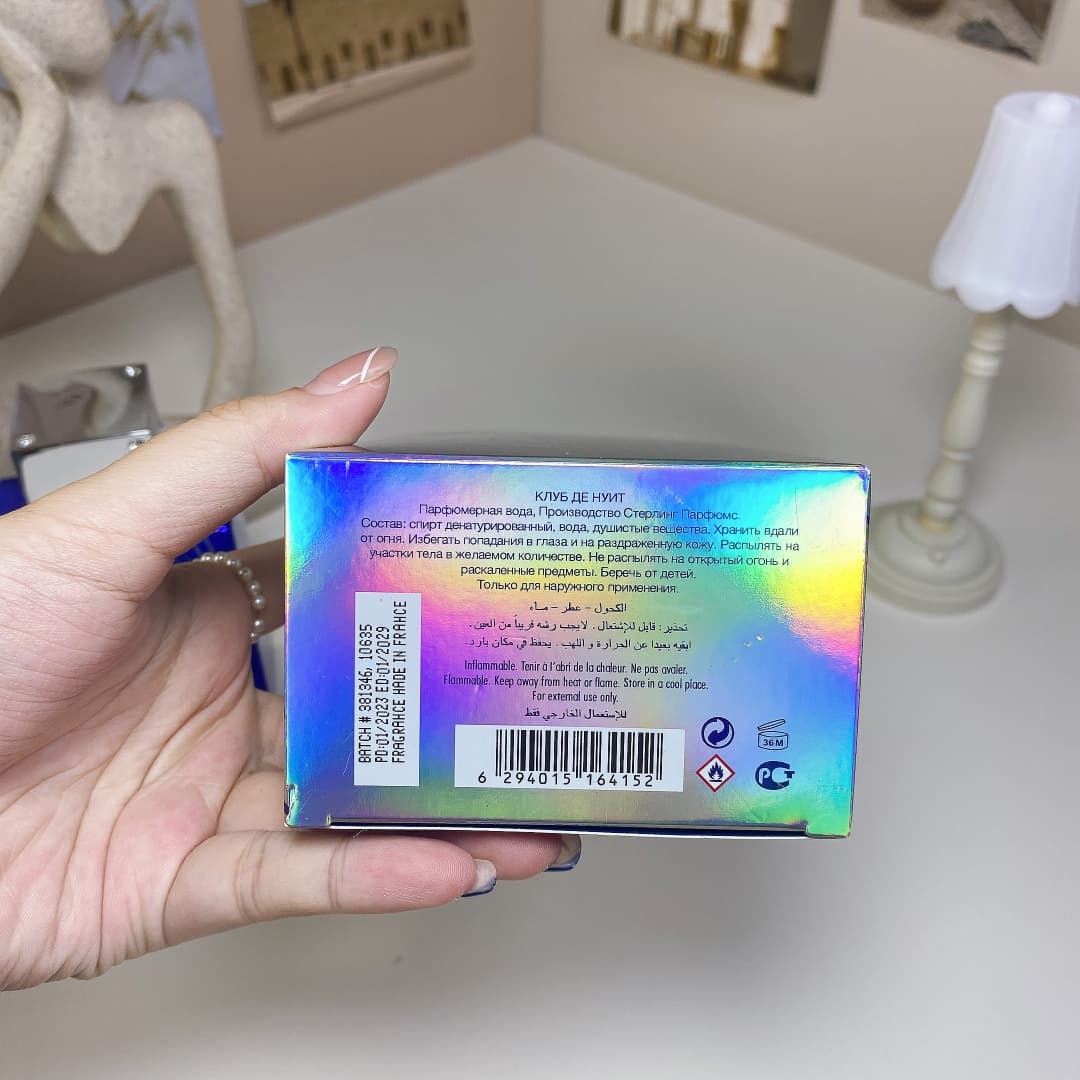 КЛУБ ДЕ НУИТ
Парфюмерная вода, Производство Стерлинг Парфюмс.
Состав: спирт денатурированный, вода, душистые вещества. Хранить вдали
от огня. Избегать попадания в глаза и на раздраженную кожу. Распылять на
участки тела в желаемом количестве. Не распылять на открытый огонь и
раскаленные предметы. Беречь от детей.
Только для наружного применения.
الكحول - عطر - ماء
تحذير: قابل للإشتعال. لايجب رشه قريباً من العين.
ابقيه بعيدا عن الحرارة و اللهب. يحفظ في مكان بارد.
Inflammable. Tenir à l'abri de la chaleur. Ne pas avaler.
Flammable. Keep away from heat or flame. Store in a cool place.
For external use only.
للإستعمال الخارجي فقط
BATCH # 381346, 10635
PD:01/2023 ED:01/2029
FRAGRANCE MADE IN FRANCE
6 294015 164152
36M
РСТ